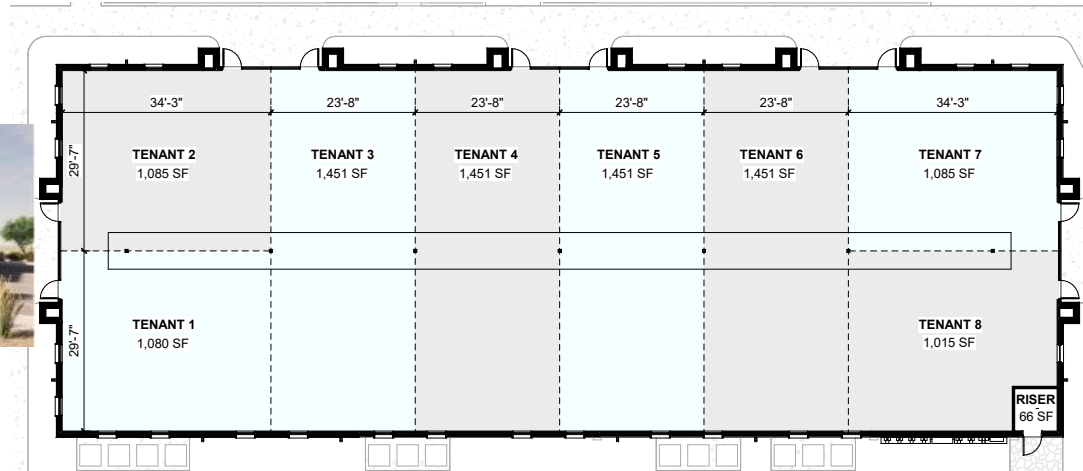 34'-3"
23'-8"
23'-8"
23'-8"
23'-8"
34'-3"
29'-7"
TENANT 2
1,085 SF
TENANT 3
1,451 SF
TENANT 4
1,451 SF
TENANT 5
1,451 SF
TENANT 6
1,451 SF
TENANT 7
1,085 SF
29'-7"
TENANT 1
1,080 SF
TENANT 8
1,015 SF
RISER
66 SF